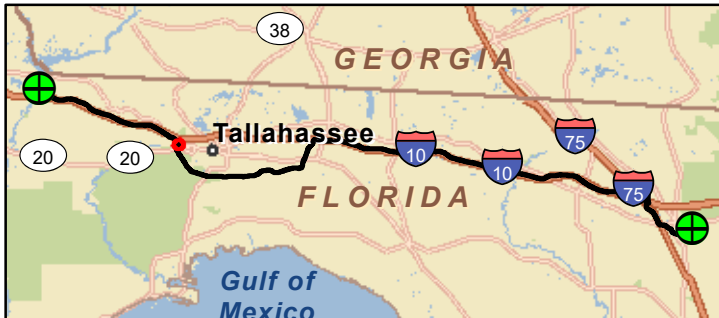 38
GEORGIA
Tallahassee
75
20
20
10
10
FLORIDA
75
Gulf of
Mexico